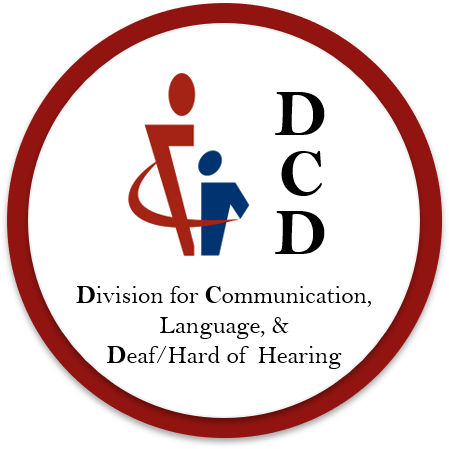 D
C
D
Division for Communication,
Language, &
Deaf/Hard of Hearing